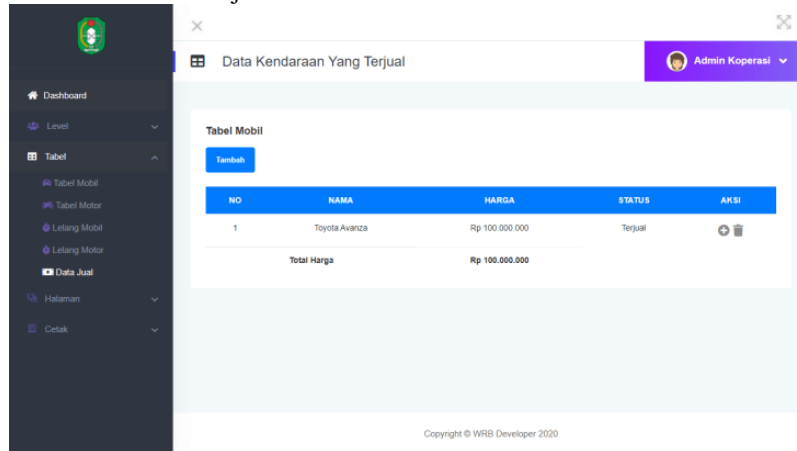 Data Kendaraan Yang Terjual
Admin Koperasi
Dashboard
Level
Tabel
Tabel Mobil
Tabel Motor
Lelang Mobil
Lelang Motor
Data Jual
Halaman
Cetak
Tabel Mobil
Tambah
NO NAMA HARGA STATUS AKSI
1 Toyota Avanza Rp 100.000.000 Terjual
Total Harga Rp 100.000.000
Copyright © WRB Developer 2020